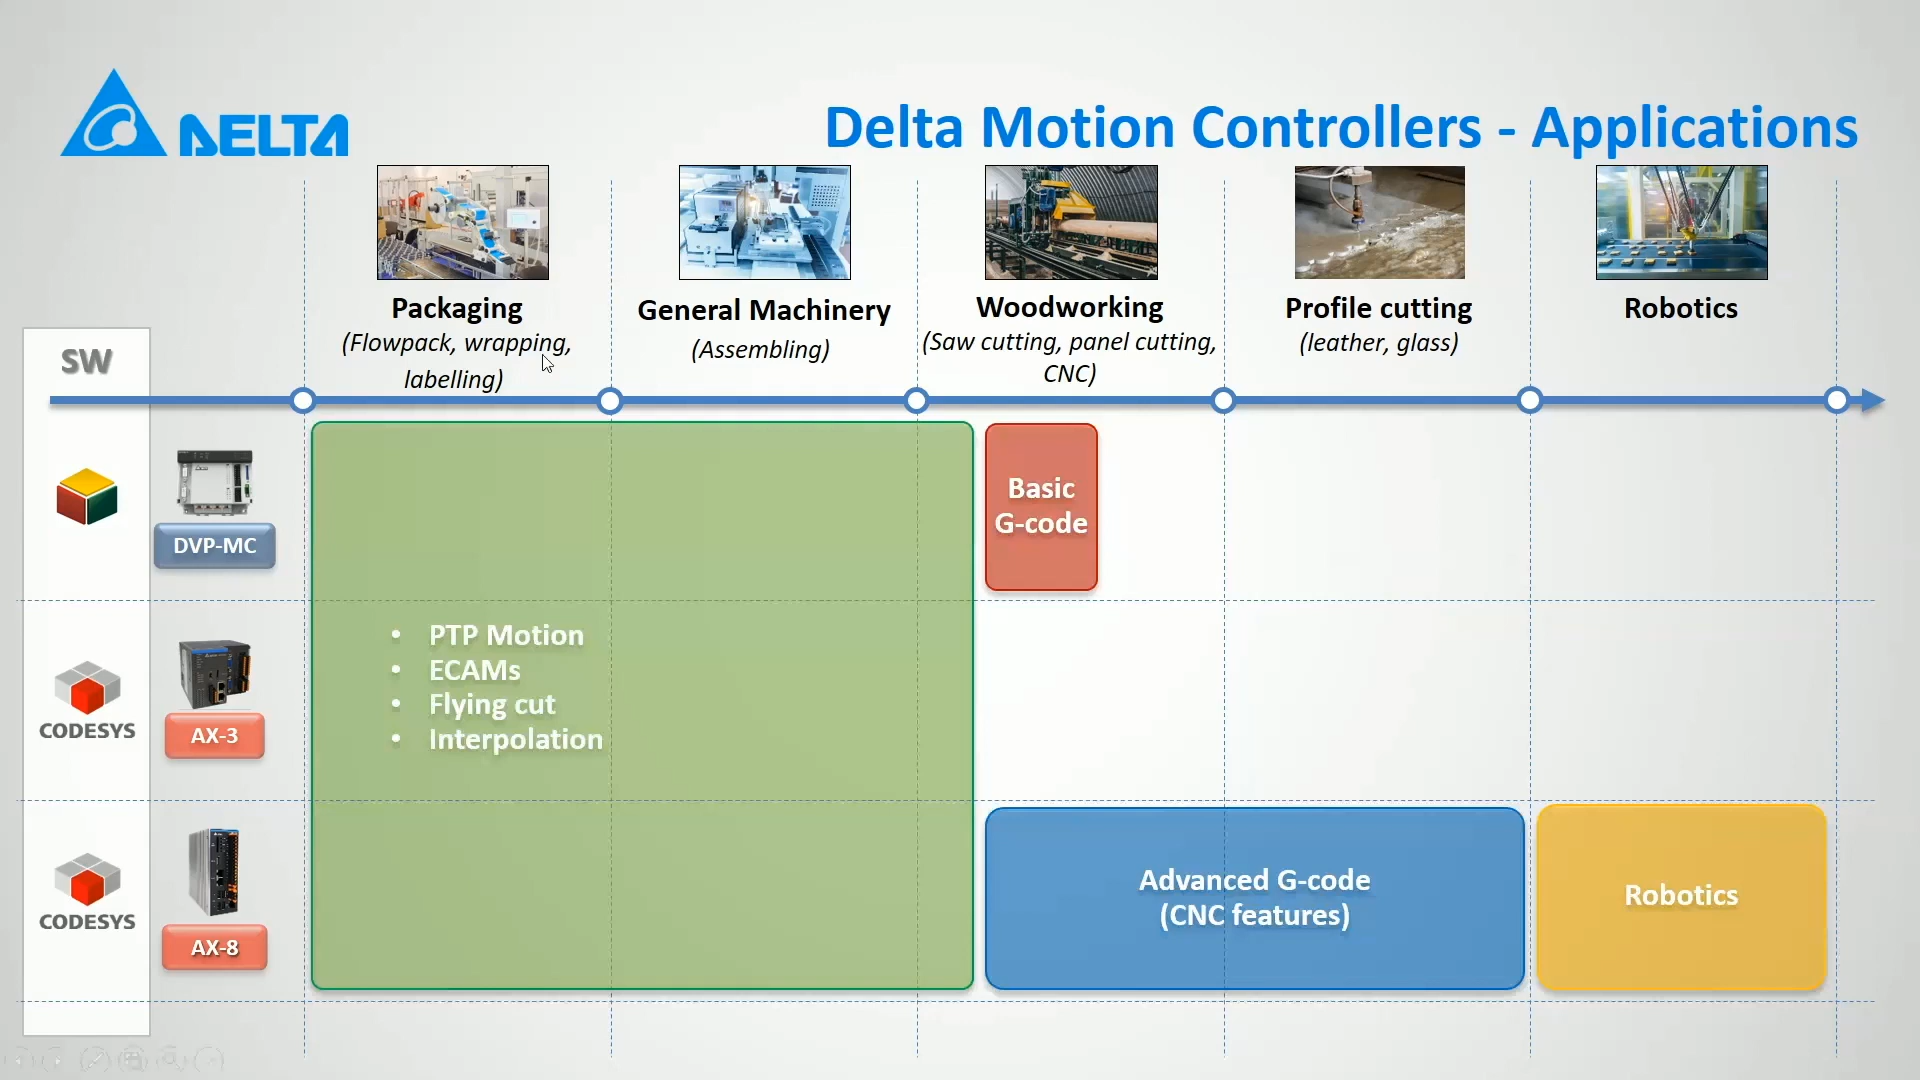 DELTA
Delta Motion Controllers - Applications
Packaging
(Flowpack, wrapping,
labelling)
General Machinery
(Assembling)
Woodworking
(Saw cutting, panel cutting,
CNC)
Profile cutting
(leather, glass)
Robotics
SW
DVP-MC
Basic
G-code
CODESYS
AX-3
• PTP Motion
• ECAMs
• Flying cut
• Interpolation
CODESYS
AX-8
Advanced G-code
(CNC features)
Robotics